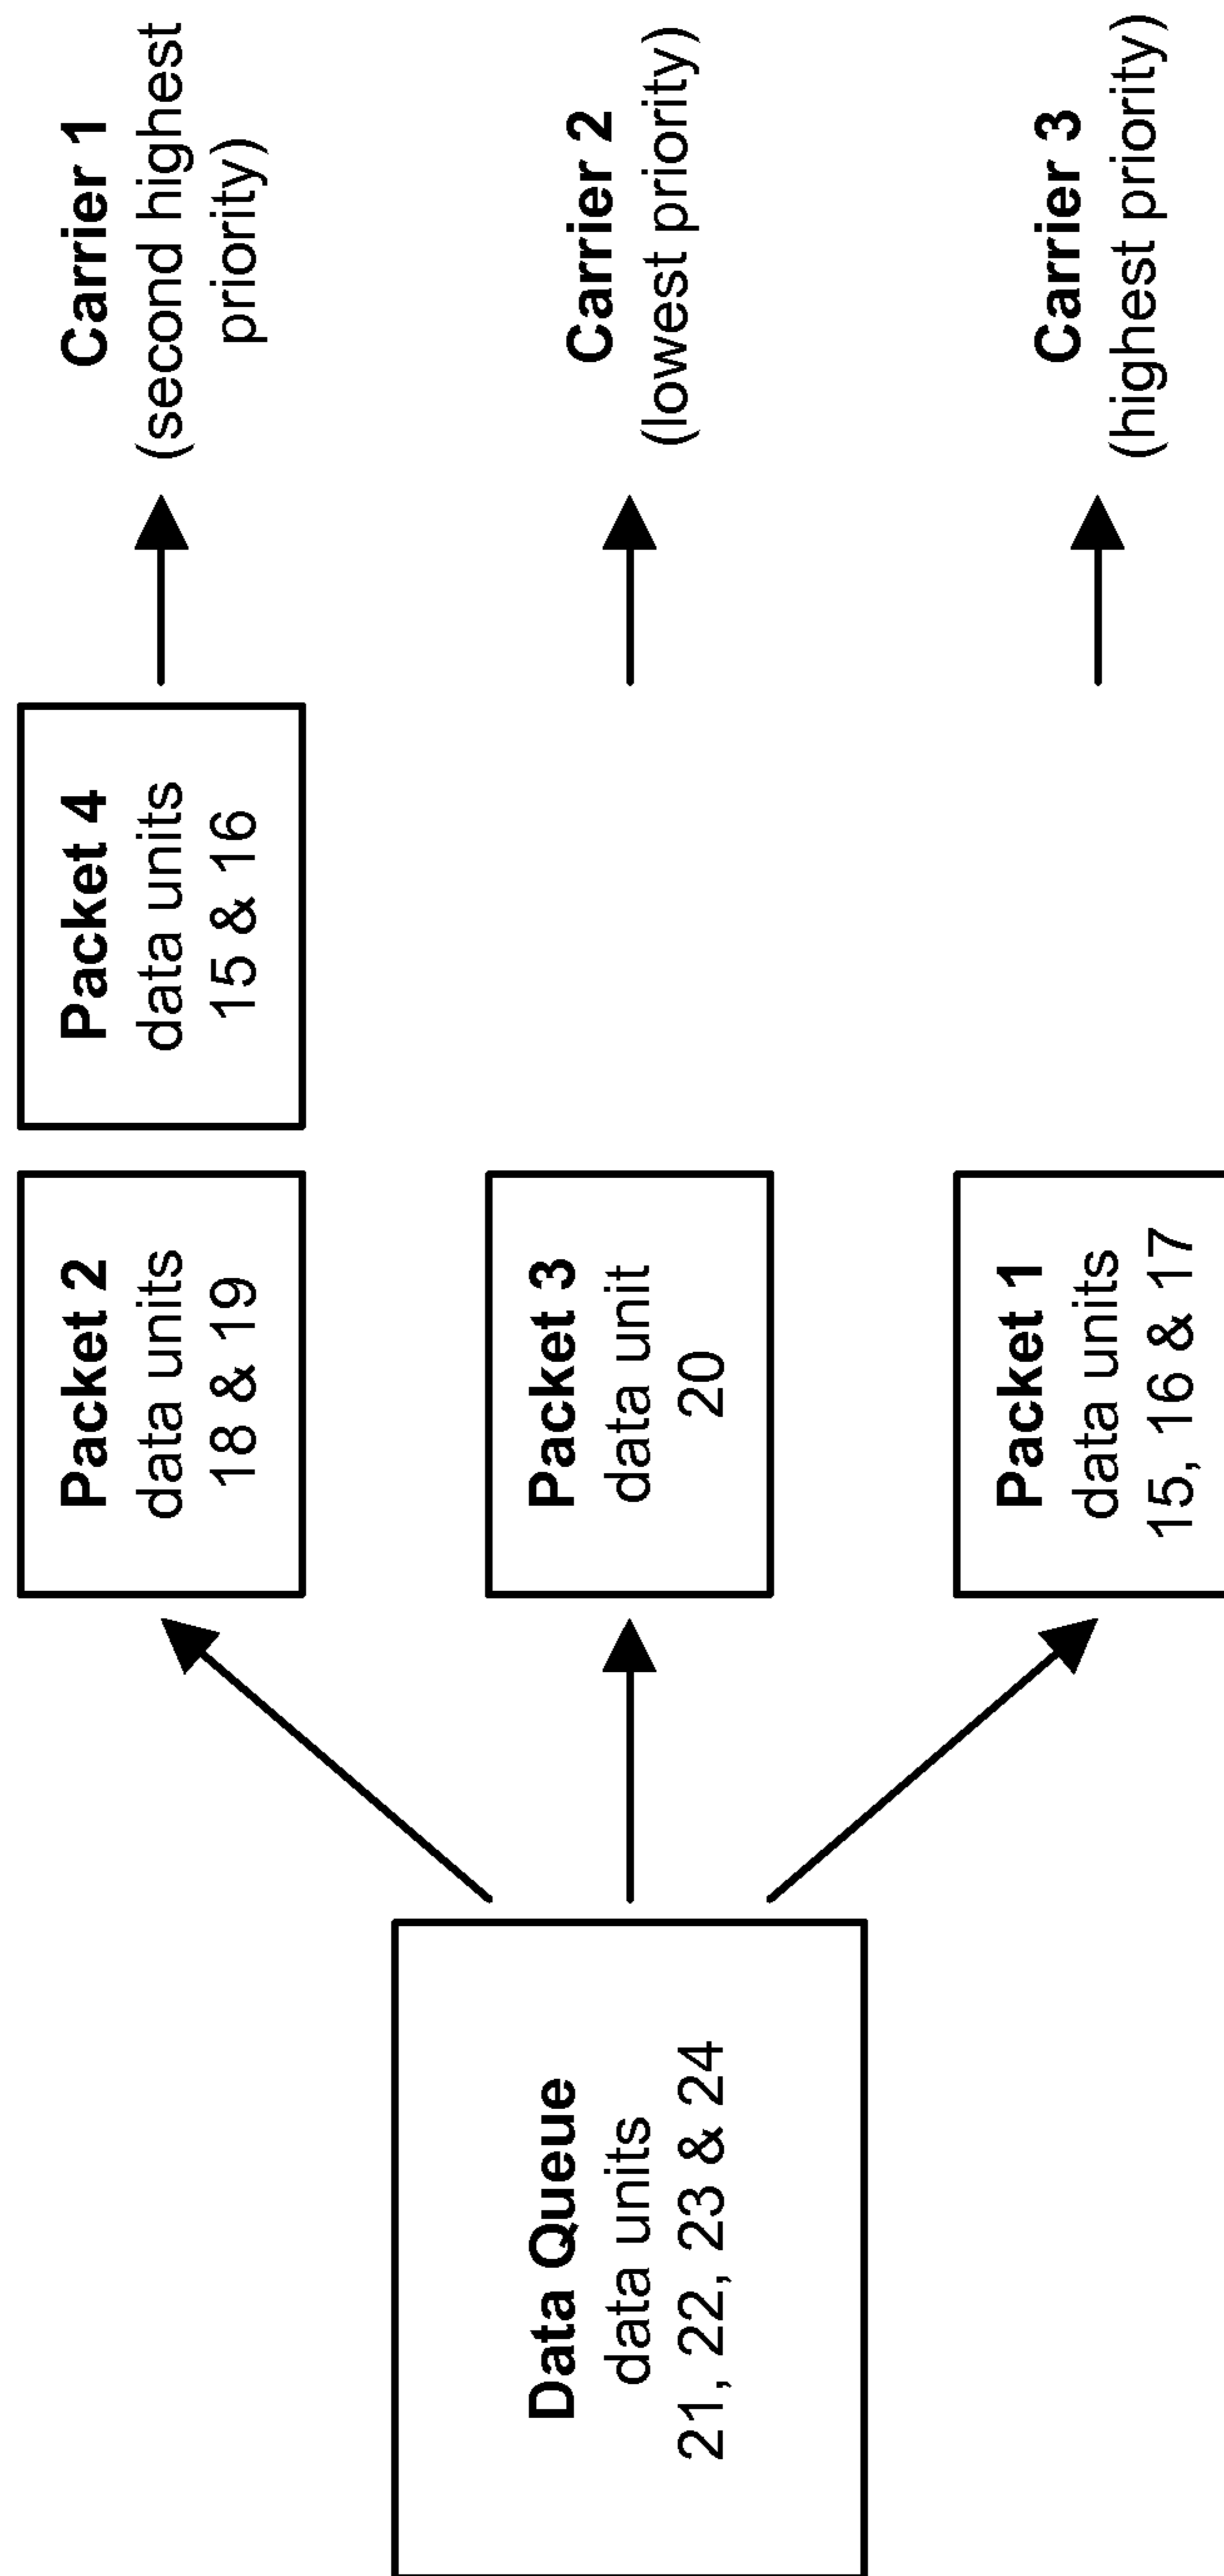 Data Queue
data units
21, 22, 23 & 24
Packet 2
data units
18 & 19
Packet 4
data units
15 & 16
Carrier 1
(second highest
priority)
Packet 3
data unit
20
Carrier 2
(lowest priority)
Packet 1
data units
15, 16 & 17
Carrier 3
(highest priority)